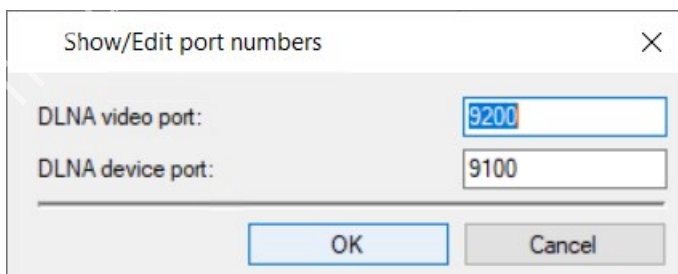 Show/Edit port numbers
DLNA video port: 9200
DLNA device port: 9100
OK Cancel